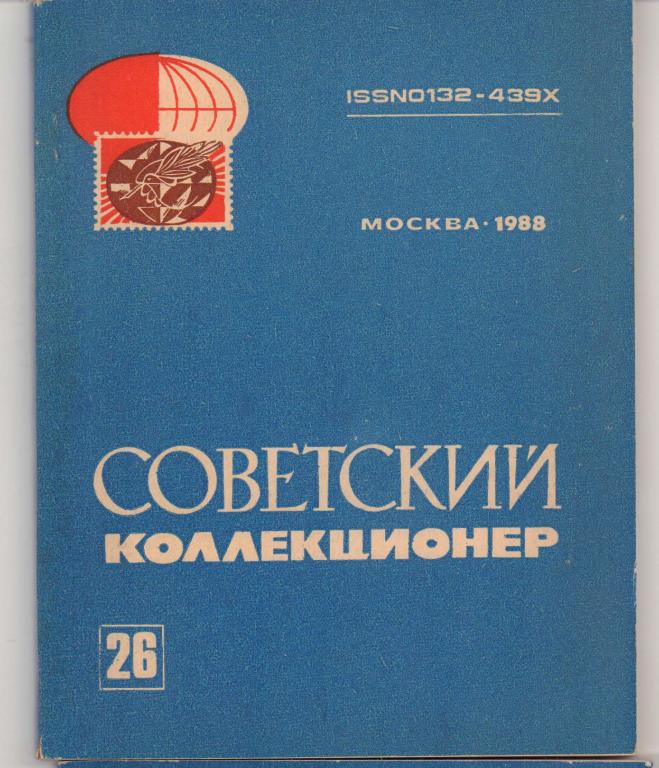 ISSN0132-439X
МОСКВА·1988
СОВЕТСКИЙ
КОЛЛЕКЦИОНЕР
26